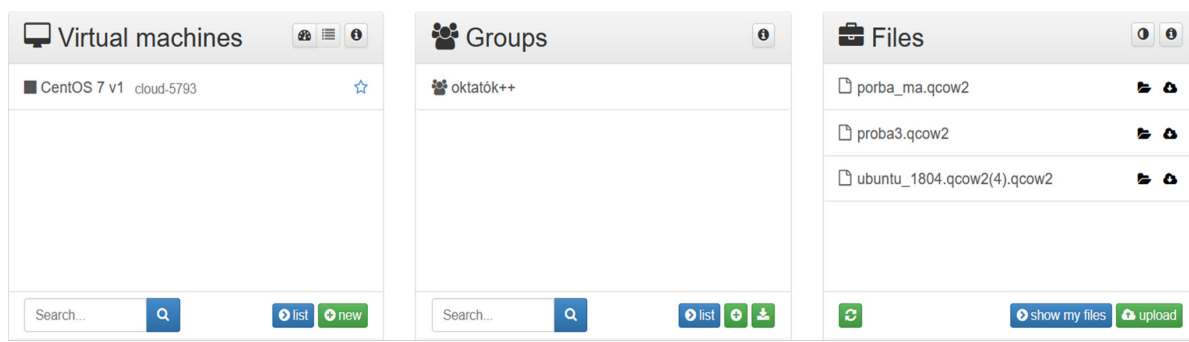 Virtual machines
CentOS 7 v1 cloud-5793
Search...
list
new
Groups
oktatók++
Search...
list
Files
porba_ma.qcow2
proba3.qcow2
ubuntu_1804.qcow2(4).qcow2
show my files
upload